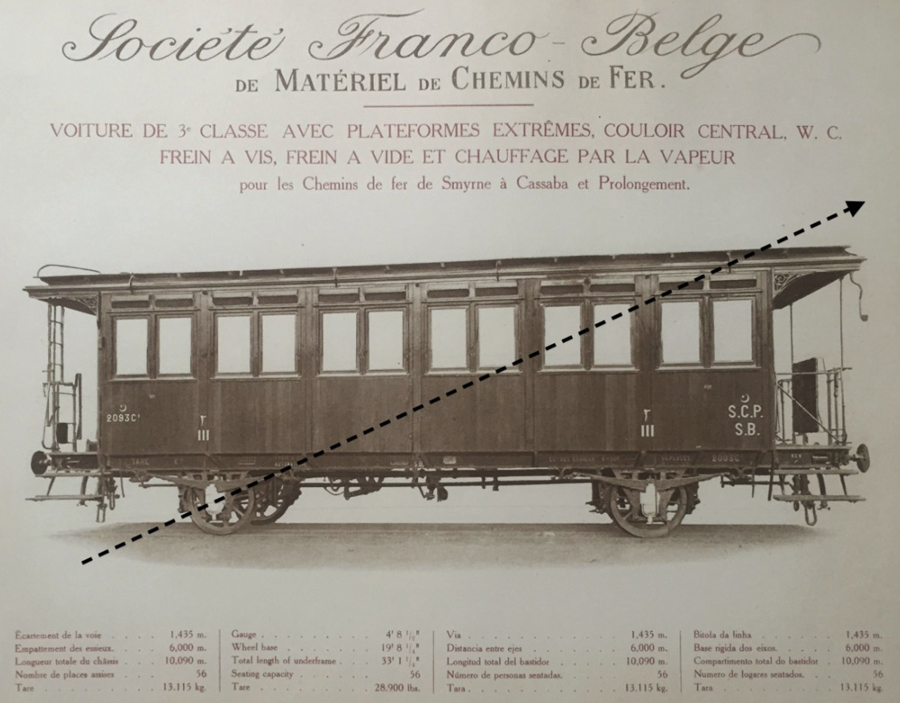 Société Franco-Belge
DE MATÉRIEL DE CHEMINS DE FER.
VOITURE DE 3e CLASSE AVEC PLATEFORMES EXTRÊMES, COULOIR CENTRAL, W. C.
FREIN A VIS, FREIN A VIDE ET CHAUFFAGE PAR LA VAPEUR
pour les Chemins de fer de Smyrne à Cassaba et Prolongement.
2093
III
III
S.C.P.
S.B.
2093C
Ecartement de la voie 1,435 m.
Empattement des essieux. 6,000 m.
Longueur totale du châssis 10,090 m.
Nombre de places assises 56
Tare 13.115 kg.
Gauge 4' 8 1/2"
Wheel base 19' 8 1/4"
Total length of underframe 33' 1 1/4"
Seating capacity 56
Tare 28.900 lbs.
Via 1,435 m.
Distancia entre ejes 6,000 m.
Longitud total del bastidor 10,090 m.
Número de personas sentadas. 56
Tara 13.115 kg.
Bitola da linha 1,435 m.
Base rigida dos eixos. 6,000 m.
Compartimento total do bastidor 10,090 m.
Numero de lugares sentados. 56
Tara 13.115 kg.